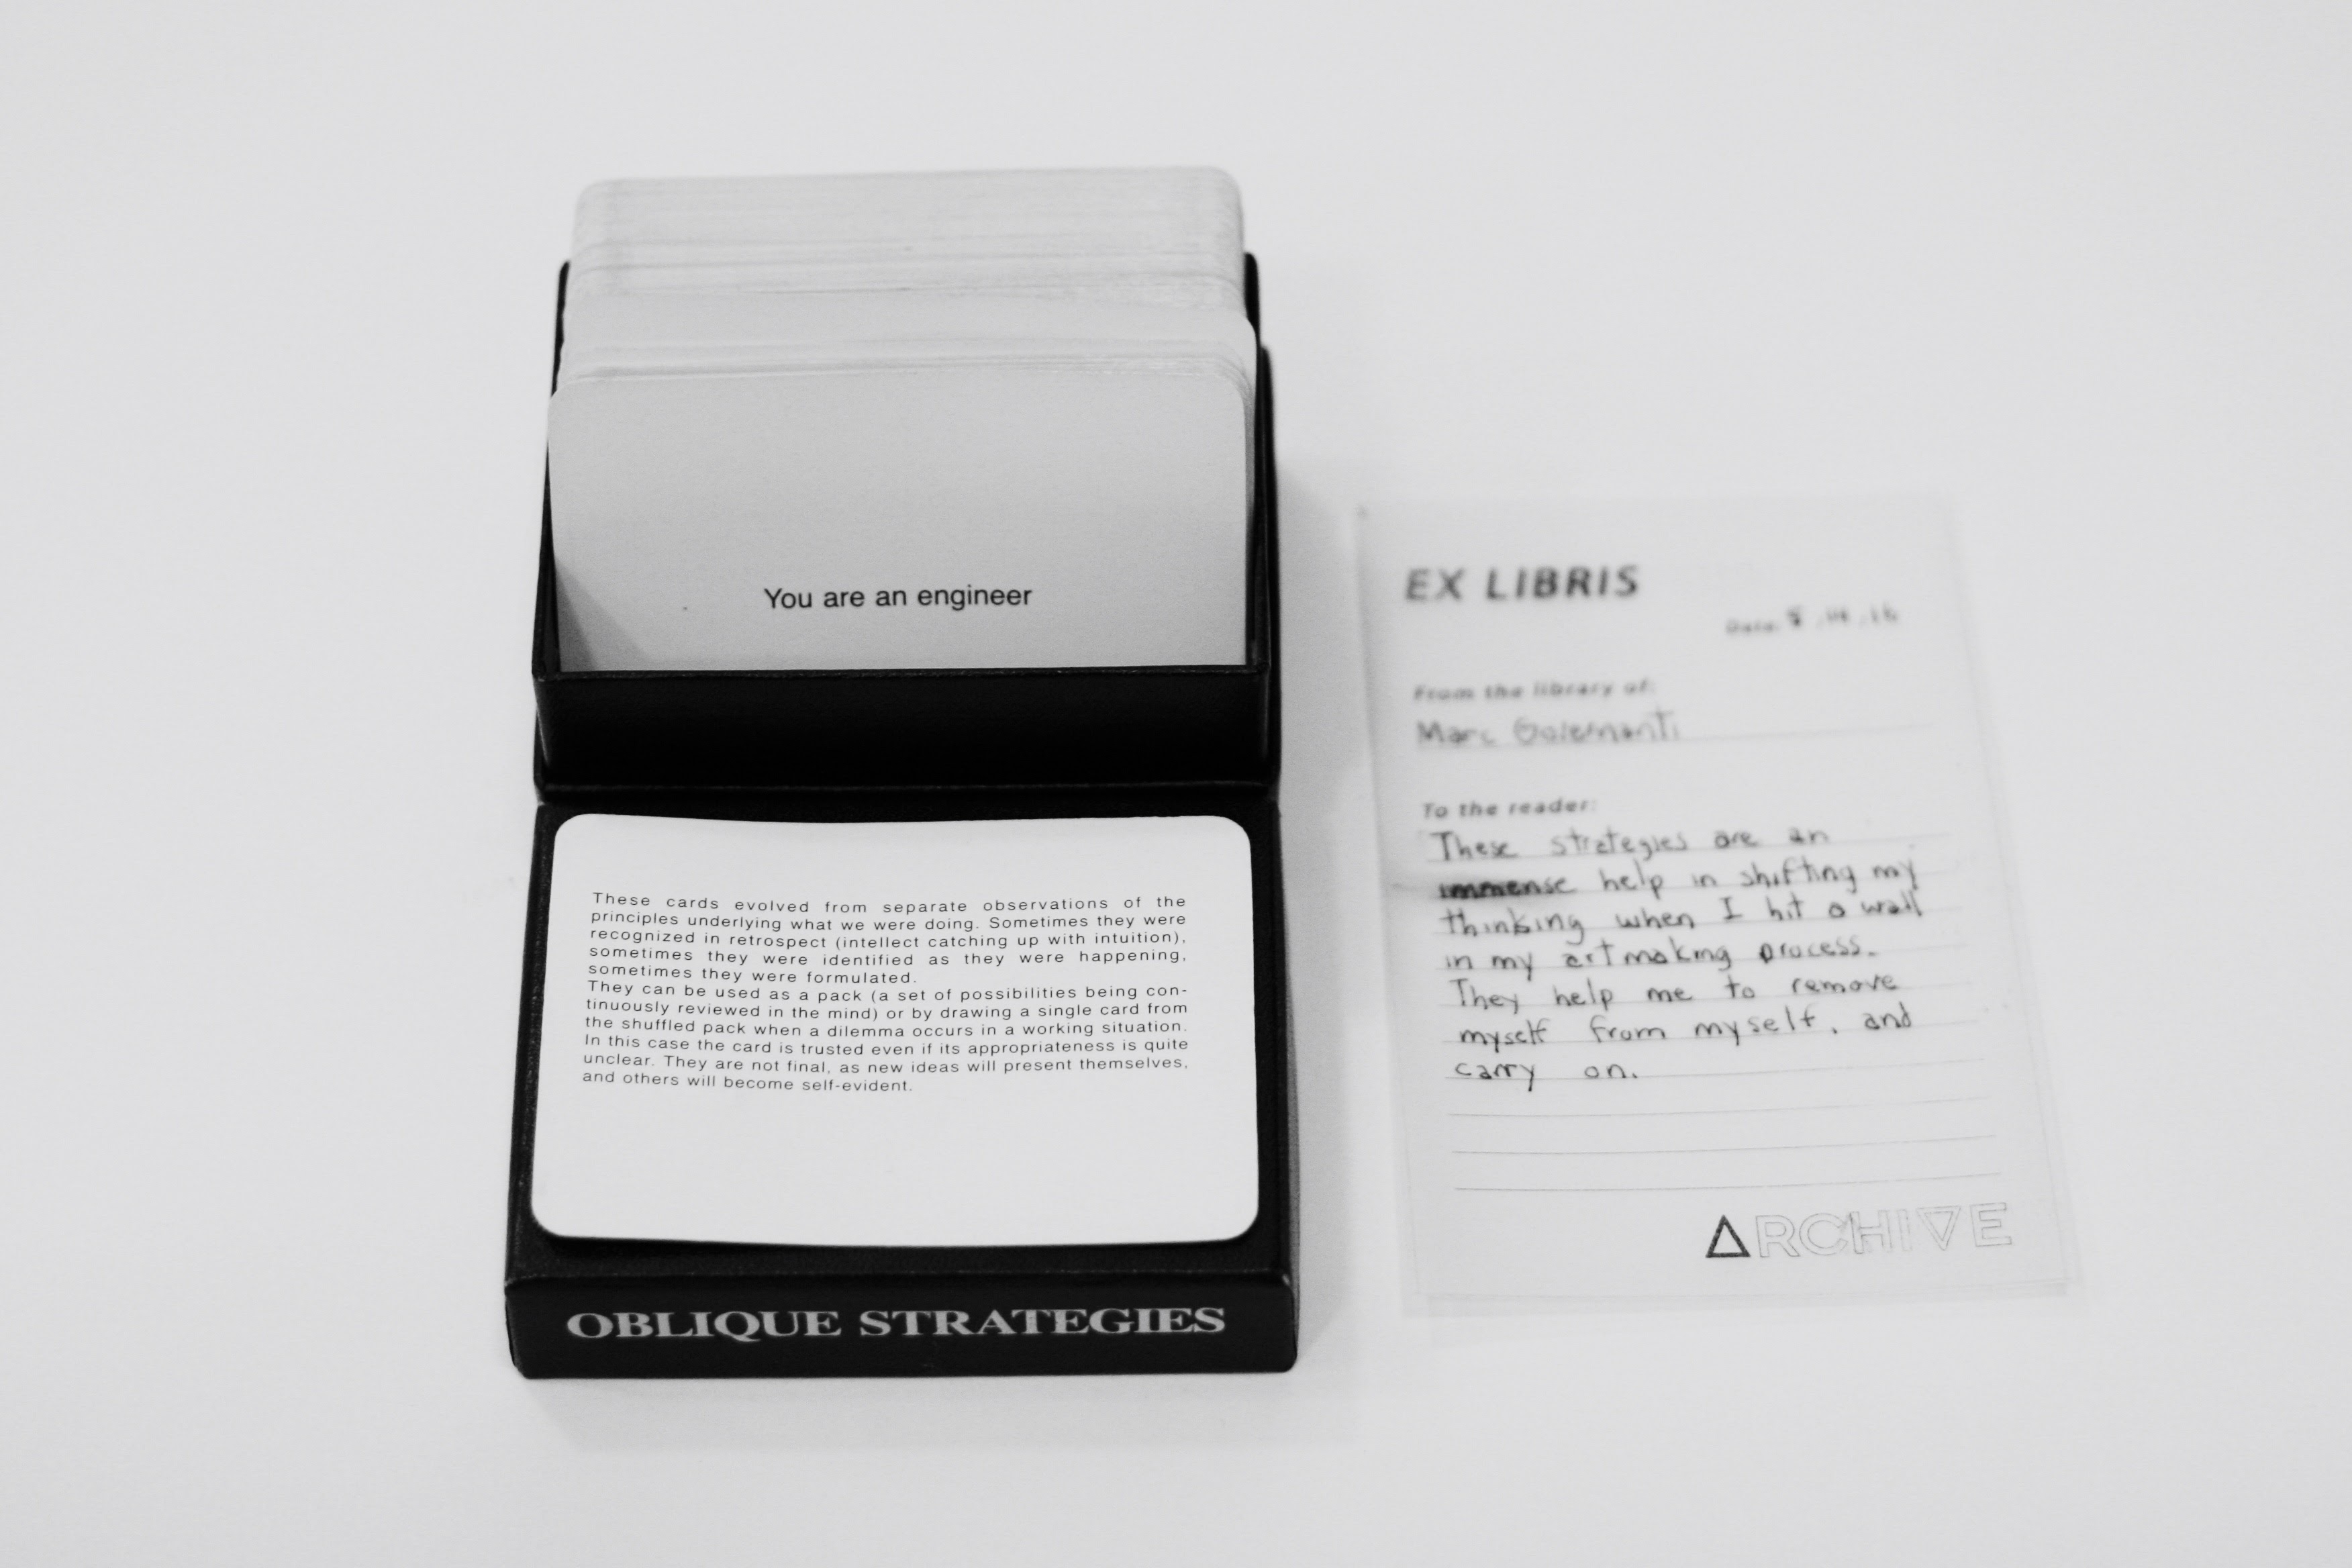 You are an engineer
These cards evolved from separate observations of the
principles underlying what we were doing. Sometimes they were
recognized in retrospect (intellect catching up with intuition),
sometimes they were identified as they were happening,
sometimes they were formulated.
They can be used as a pack (a set of possibilities being con-
tinuously reviewed in the mind) or by drawing a single card from
the shuffled pack when a dilemma occurs in a working situation.
In this case the card is trusted even if its appropriateness is quite
unclear. They are not final, as new ideas will present themselves,
and others will become self-evident.
OBLIQUE STRATEGIES
EX LIBRIS
Date:
From the library of:
Marc
To the reader:
These strategies are an
immense help in shifting my
thinking when I hit a wall
in my artmaking process.
They help me to remove
myself from myself, and
carry on.
ARCHIVE